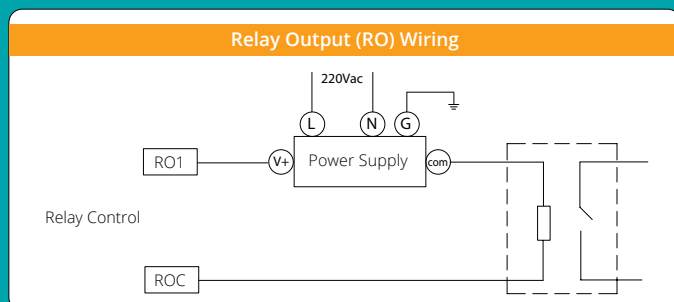 Relay Output (RO) Wiring
220Vac
L N G
RO1 V+ Power Supply com
Relay Control
ROC